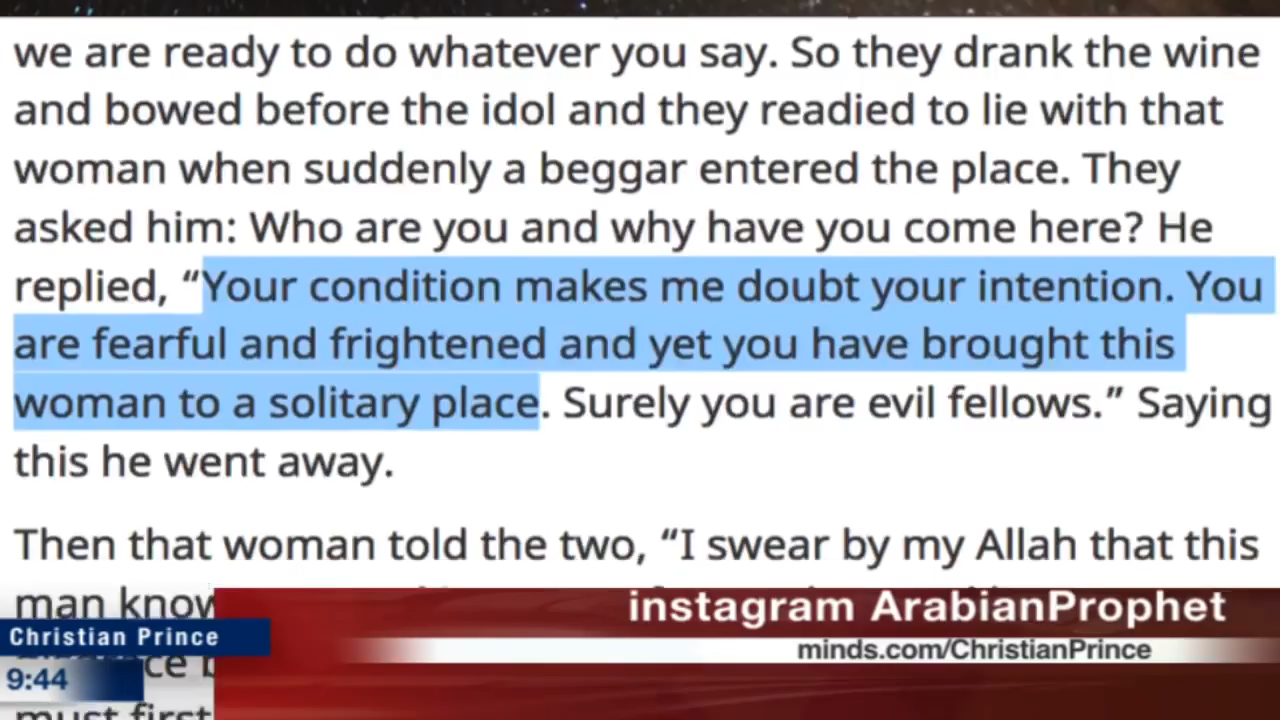 we are ready to do whatever you say. So they drank the wine
and bowed before the idol and they readied to lie with that
woman when suddenly a beggar entered the place. They
asked him: Who are you and why have you come here? He
replied, “Your condition makes me doubt your intention. You
are fearful and frightened and yet you have brought this
woman to a solitary place. Surely you are evil fellows.” Saying
this he went away.
Then that woman told the two, “I swear by my Allah that this
man know
instagram ArabianProphet
Christian Prince
minds.com/ChristianPrince
9:44
must first